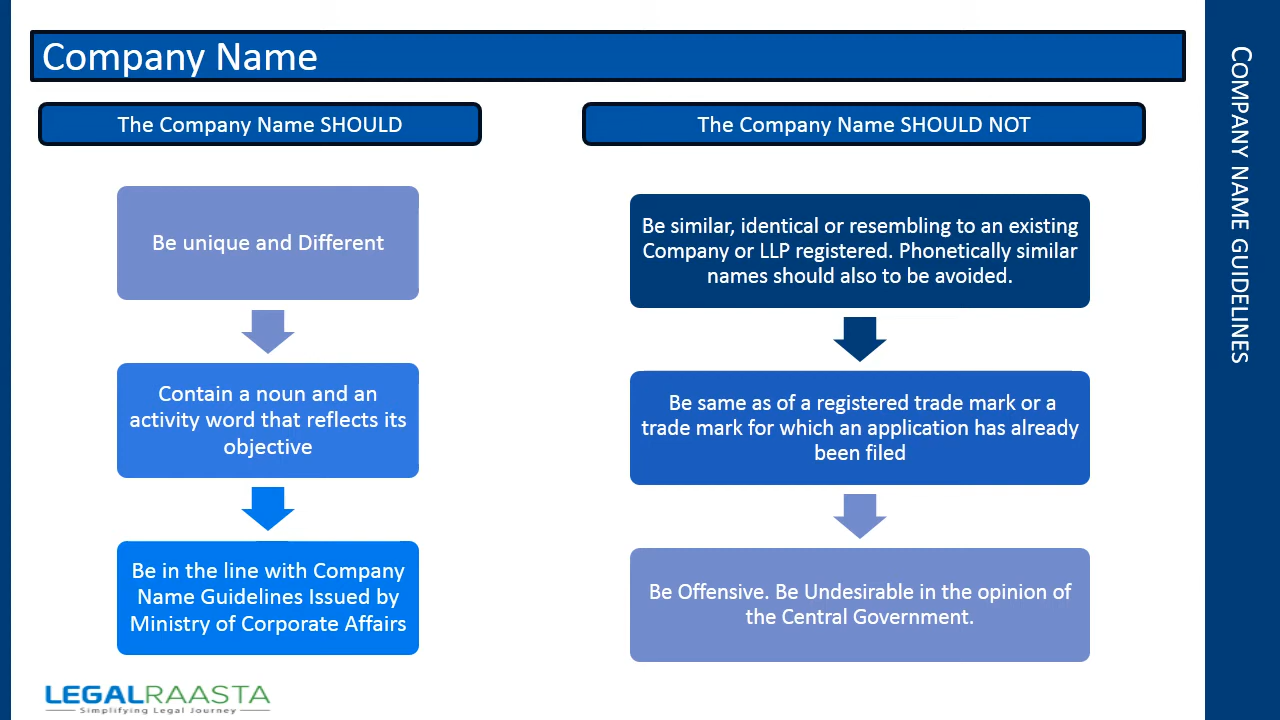 Company Name
The Company Name SHOULD
Be unique and Different
Contain a noun and an
activity word that reflects its
objective
Be in the line with Company
Name Guidelines Issued by
Ministry of Corporate Affairs
The Company Name SHOULD NOT
Be similar, identical or resembling to an existing
Company or LLP registered. Phonetically similar
names should also to be avoided.
Be same as of a registered trade mark or a
trade mark for which an application has already
been filed
Be Offensive. Be Undesirable in the opinion of
the Central Government.
COMPANY NAME GUIDELINES
LEGALRAASTA
Simplifying Legal Journey